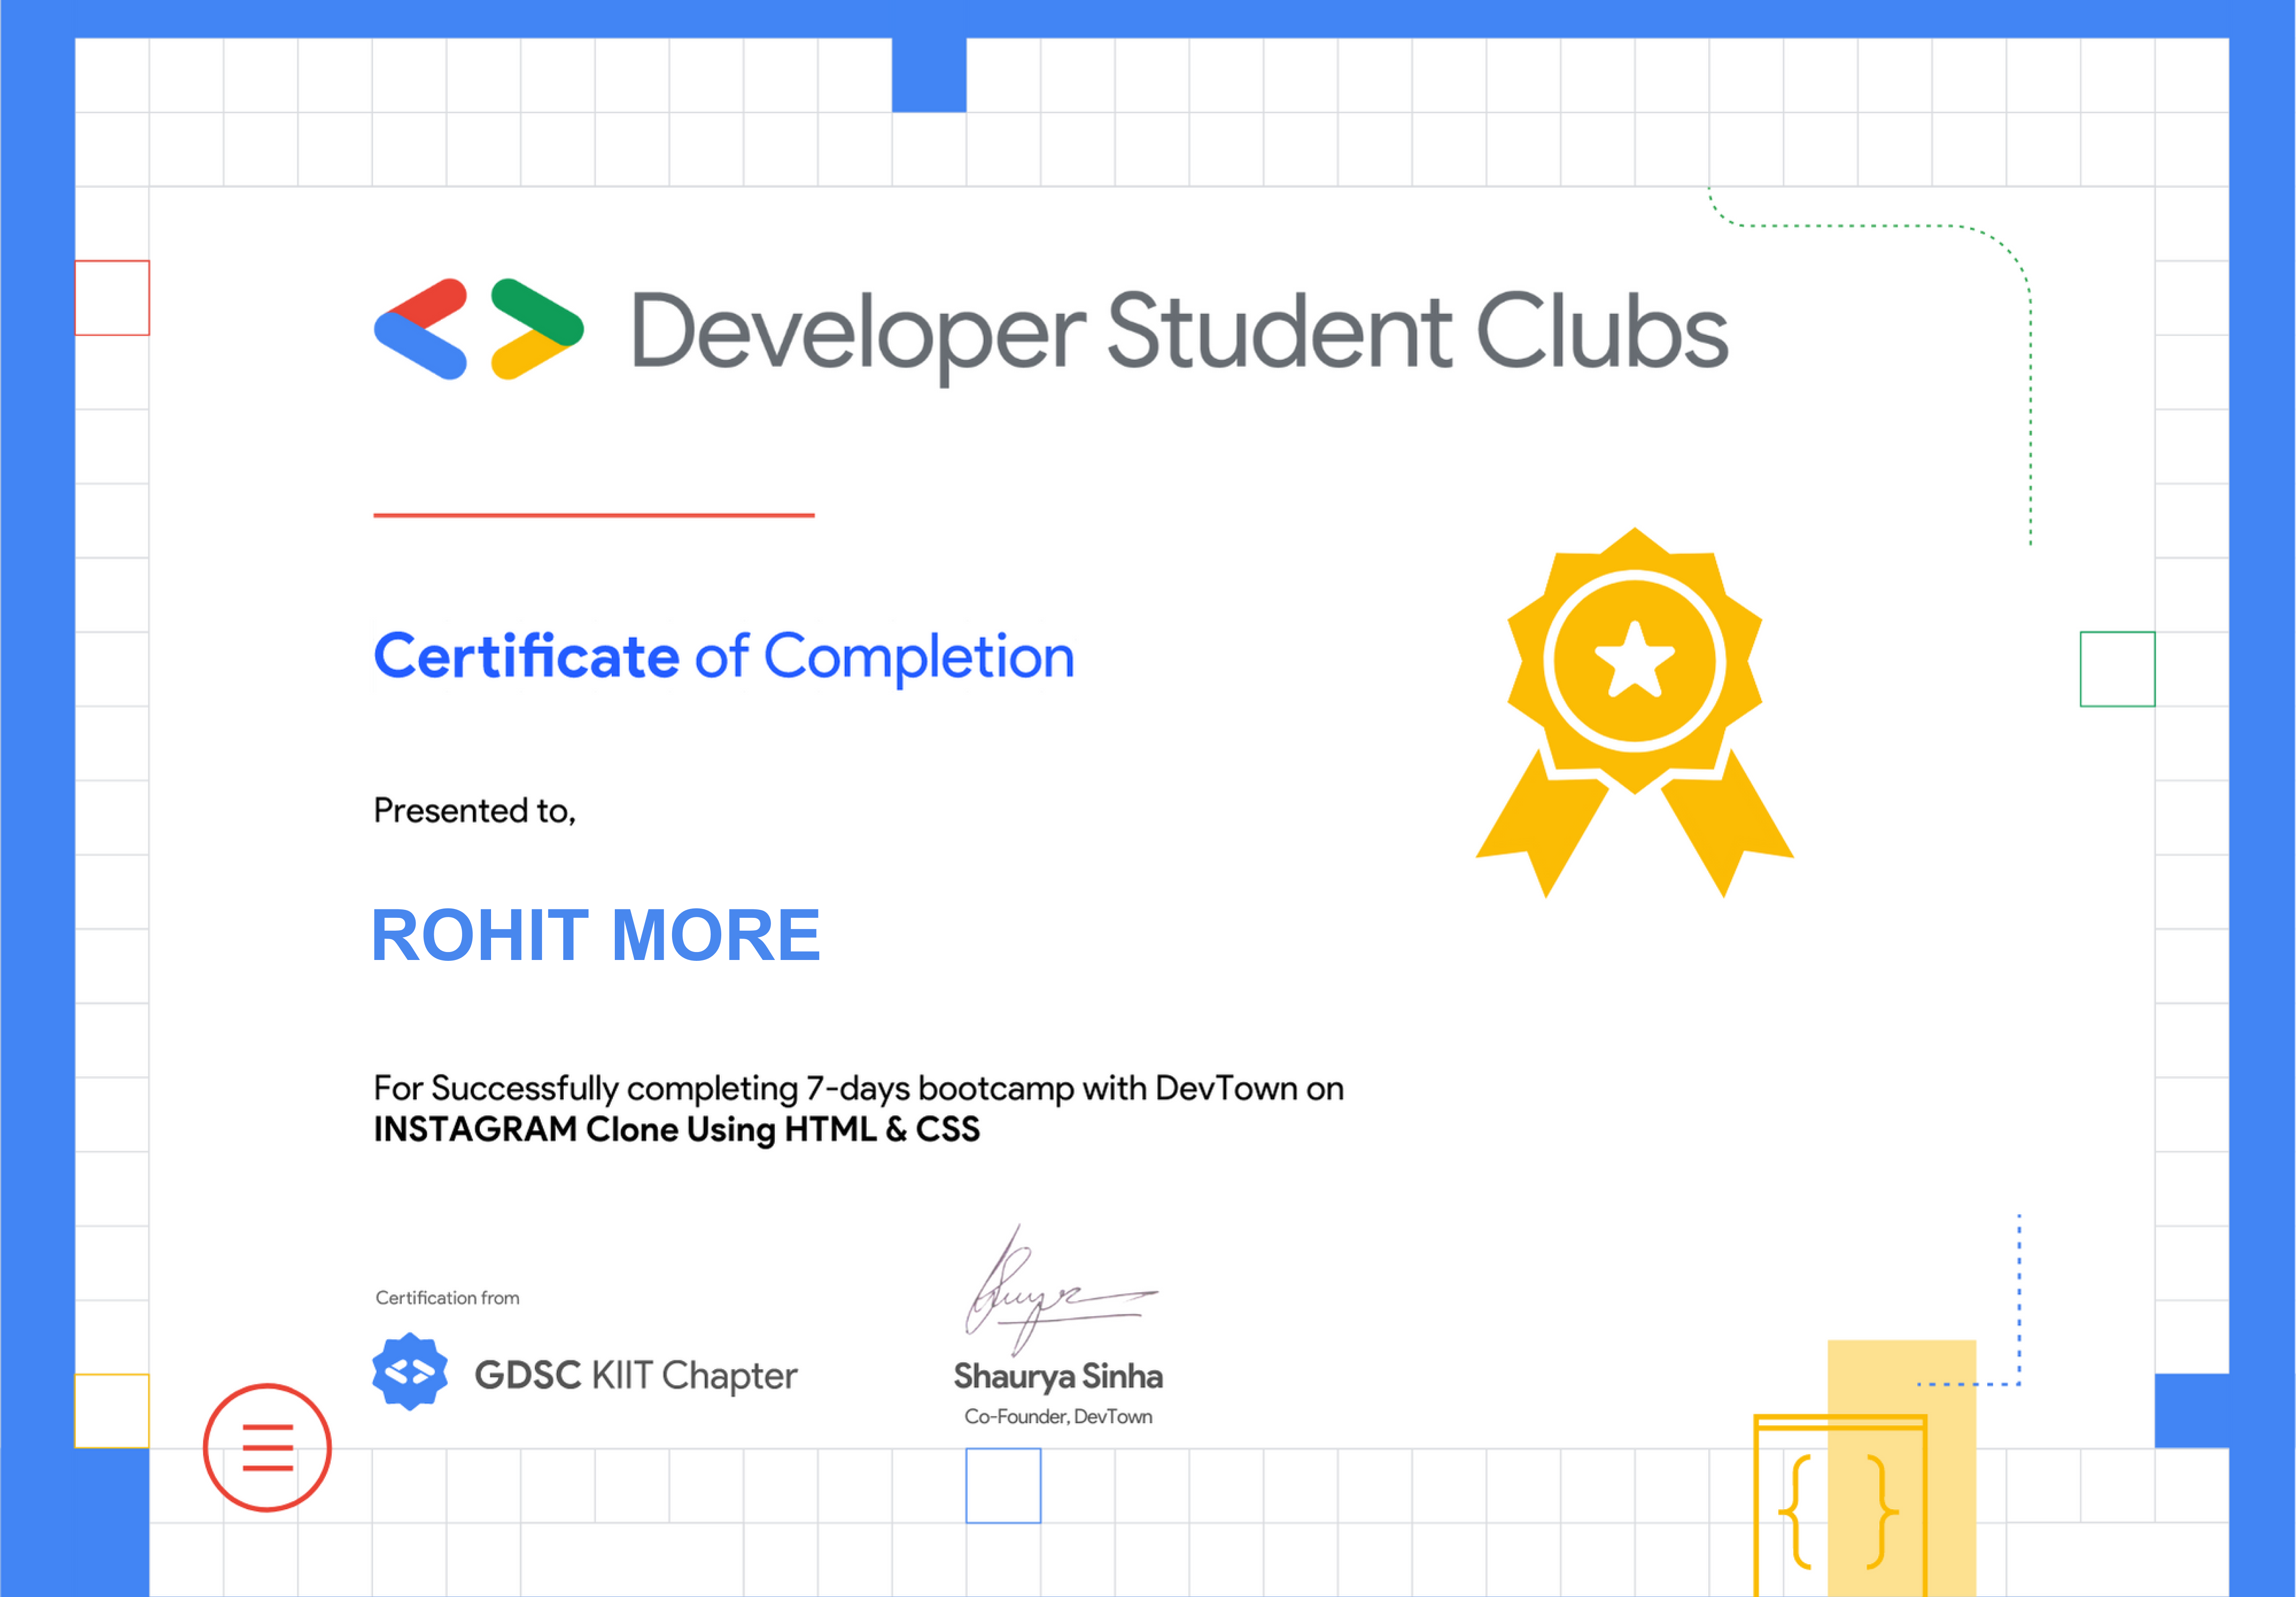 Developer Student Clubs
Certificate of Completion
Presented to,
ROHIT MORE
For Successfully completing 7-days bootcamp with DevTown on
INSTAGRAM Clone Using HTML & CSS
Certification from
GDSC KIIT Chapter
Shaurya Sinha
Co-Founder, DevTown
{ }